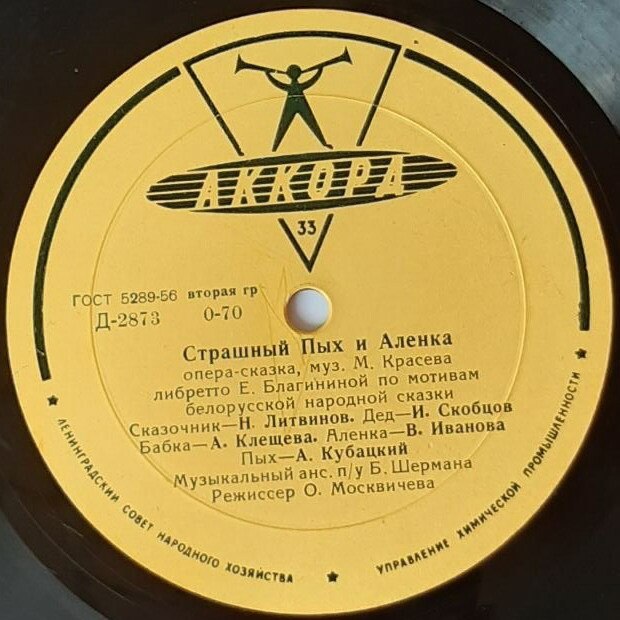 АККОРД
33
ГОСТ 5289-56 вторая гр
Д-2873 0-70
Страшный Пых и Аленка
опера-сказка, муз. М. Красева
либретто Е. Благининой по мотивам
белорусской народной сказки
Сказочник—Н. Литвинов. Дед—И. Скобцов
Бабка—А. Клещева. Аленка—В. Иванова
Пых—А. Кубацкий
Музыкальный анс. п/у Б. Шермана
Режиссер О. Москвичева
ЛЕНИНГРАДСКИЙ СОВЕТ НАРОДНОГО ХОЗЯЙСТВА
УПРАВЛЕНИЕ ХИМИЧЕСКОЙ ПРОМЫШЛЕННОСТИ